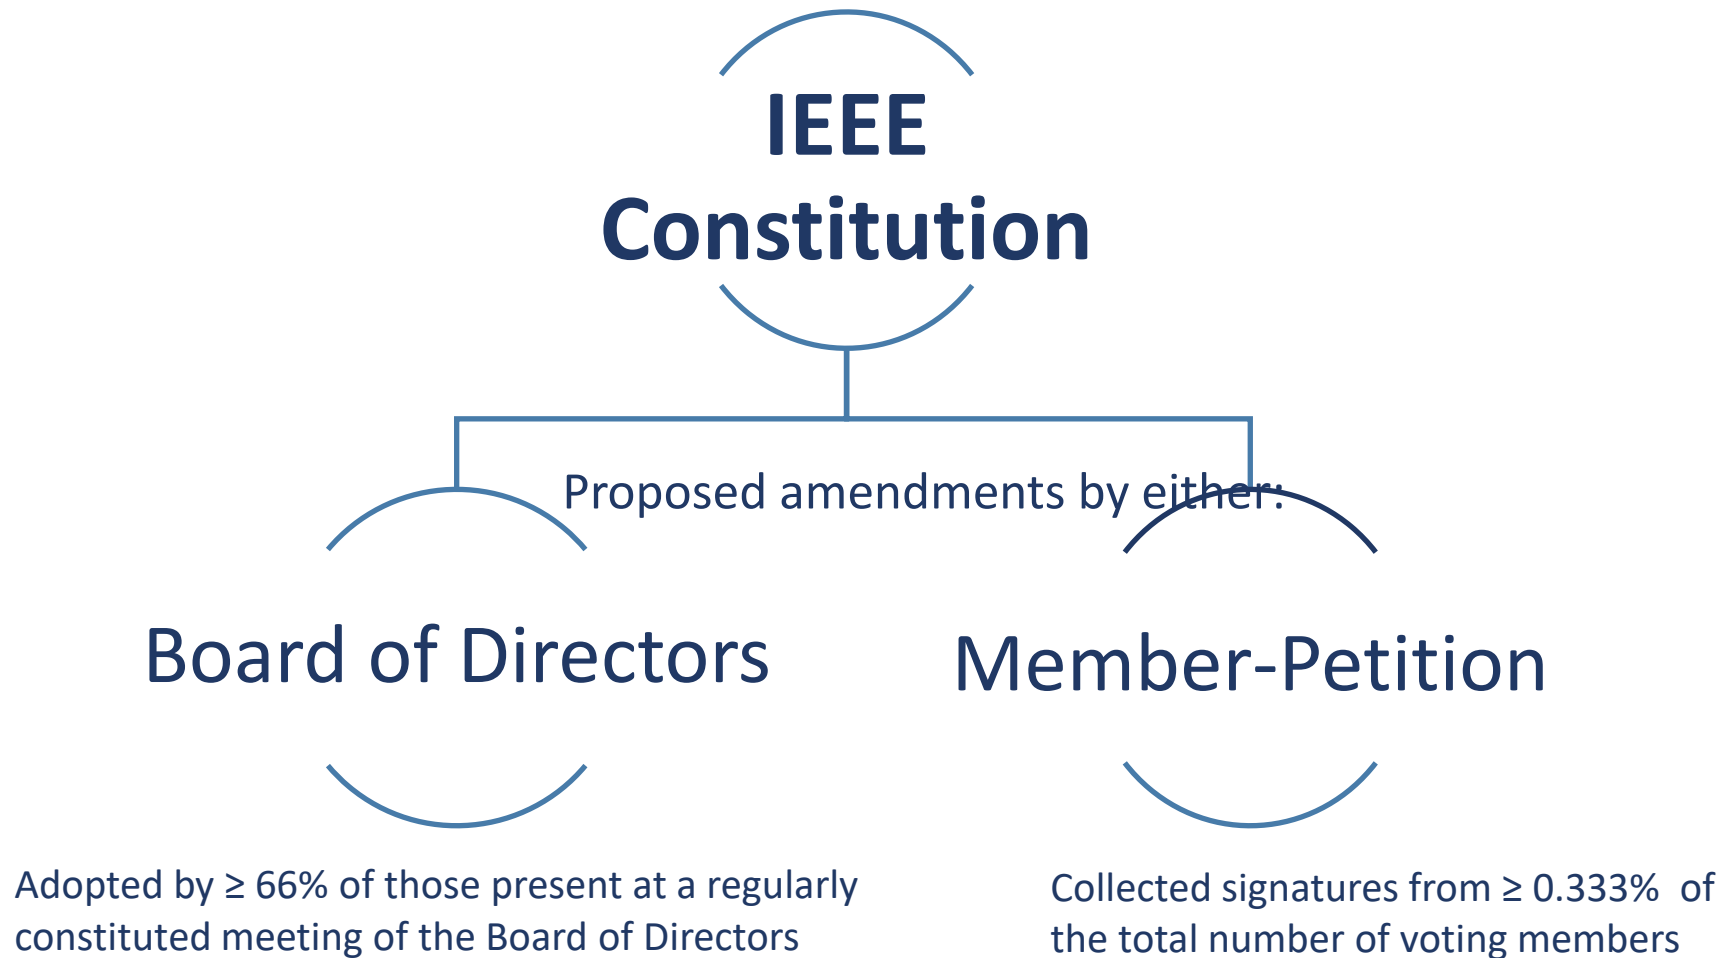 IEEE
Constitution
Proposed amendments by either:
Board of Directors
Member-Petition
Adopted by ≥ 66% of those present at a regularly
constituted meeting of the Board of Directors
Collected signatures from ≥ 0.333%  of
the total number of voting members